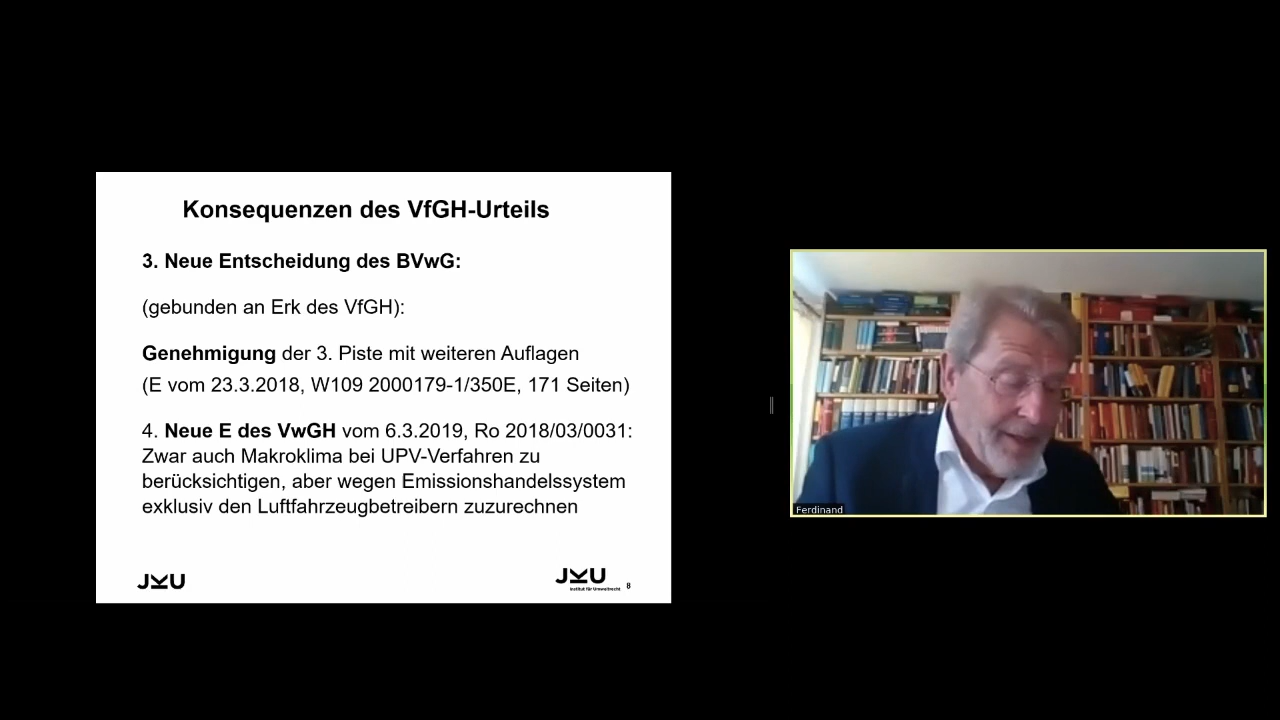 Konsequenzen des VfGH-Urteils
3. Neue Entscheidung des BVwG:
(gebunden an Erk des VfGH):
Genehmigung der 3. Piste mit weiteren Auflagen
(E vom 23.3.2018, W109 2000179-1/350E, 171 Seiten)
4. Neue E des VwGH vom 6.3.2019, Ro 2018/03/0031:
Zwar auch Makroklima bei UPV-Verfahren zu
berücksichtigen, aber wegen Emissionshandelssystem
exklusiv den Luftfahrzeugbetreibern zuzurechnen
JKU
JKU
Institut für Umweltrecht
8
Ferdinand